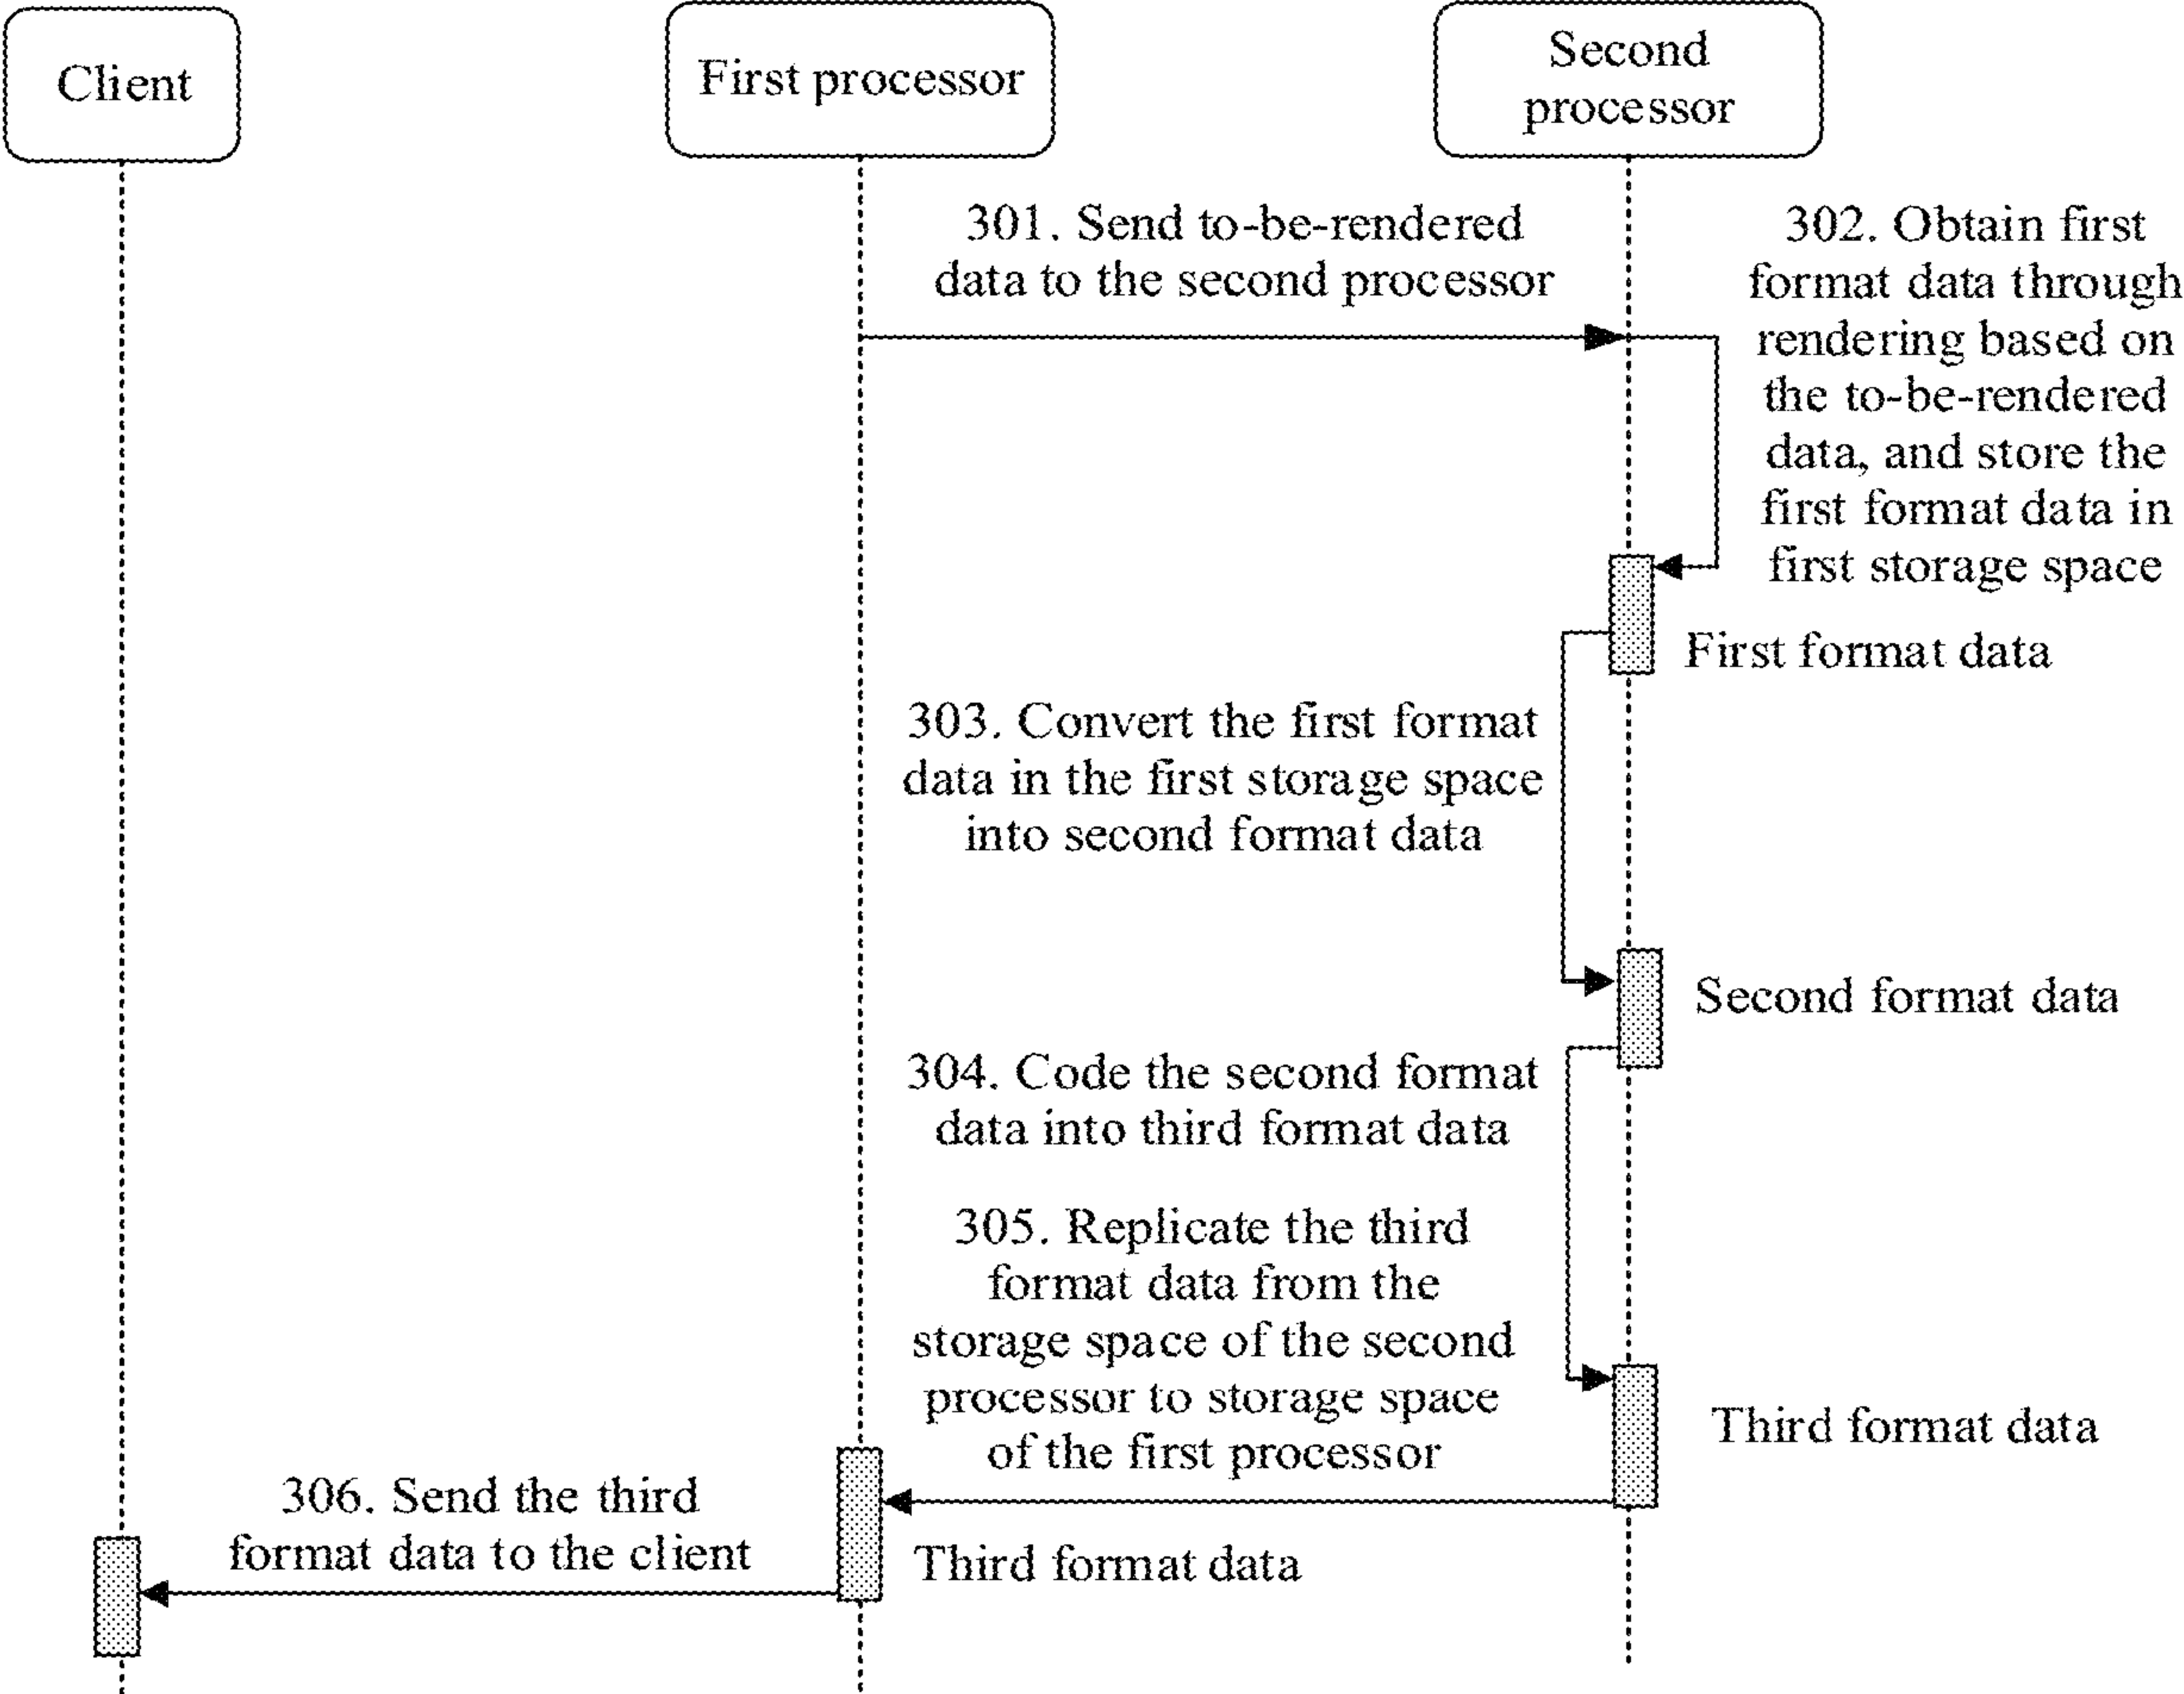 Client
First processor
Second
processor
301. Send to-be-rendered
data to the second processor
302. Obtain first
format data through
rendering based on
the to-be-rendered
data, and store the
first format data in
first storage space
First format data
303. Convert the first format
data in the first storage space
into second format data
Second format data
304. Code the second format
data into third format data
305. Replicate the third
format data from the
storage space of the second
processor to storage space
of the first processor
Third format data
306. Send the third
format data to the client
Third format data